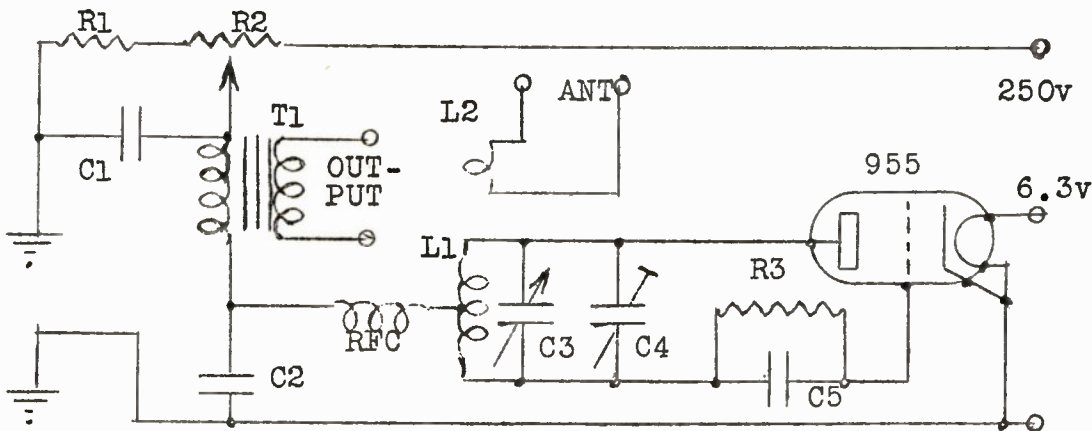 R1
R2
250v
L2
ANT
T1
C1
OUT-
PUT
955
6.3v
L1
R3
RFC
C3
C4
C2
C5